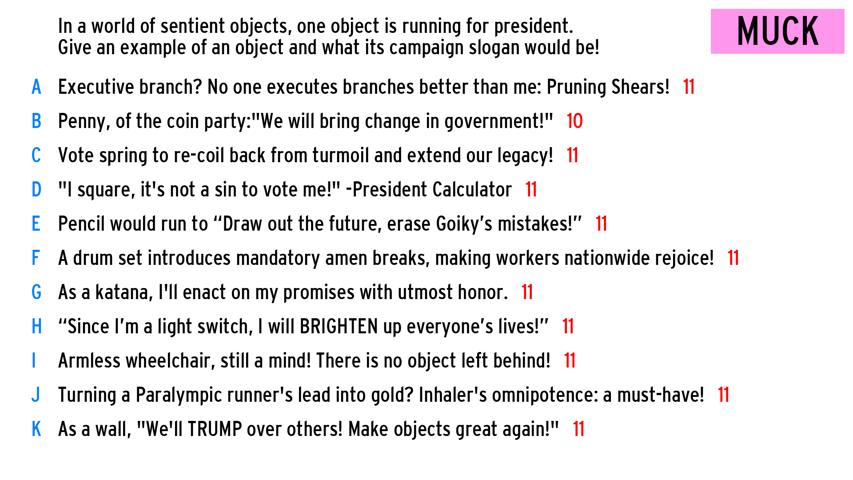 In a world of sentient objects, one object is running for president.
Give an example of an object and what its campaign slogan would be!
MUCK
A Executive branch? No one executes branches better than me: Pruning Shears! 11
B Penny, of the coin party:"We will bring change in government!" 10
C Vote spring to re-coil back from turmoil and extend our legacy! 11
D "I square, it's not a sin to vote me!" -President Calculator 11
E Pencil would run to “Draw out the future, erase Goiky’s mistakes!” 11
F A drum set introduces mandatory amen breaks, making workers nationwide rejoice! 11
G As a katana, I'll enact on my promises with utmost honor. 11
H “Since I’m a light switch, I will BRIGHTEN up everyone’s lives!” 11
I Armless wheelchair, still a mind! There is no object left behind! 11
J Turning a Paralympic runner's lead into gold? Inhaler's omnipotence: a must-have! 11
K As a wall, "We'll TRUMP over others! Make objects great again!" 11